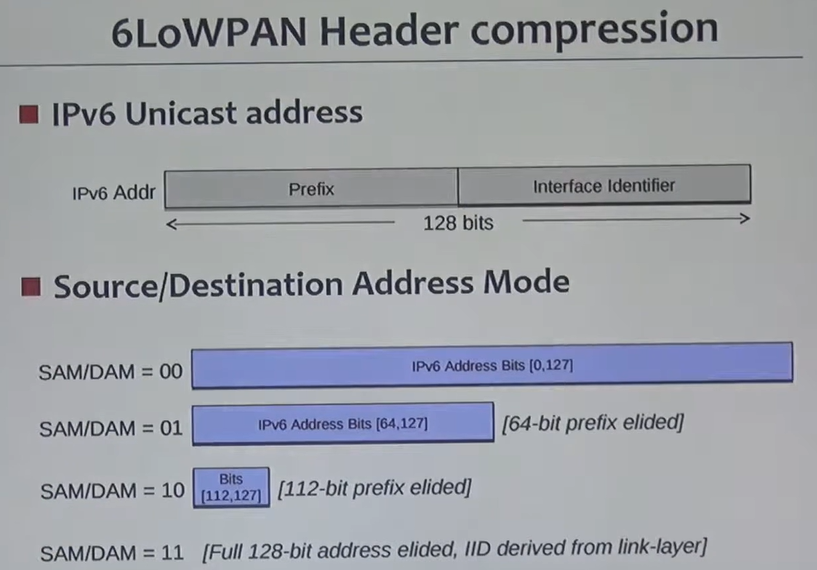 6LoWPAN Header compression
IPv6 Unicast address
IPv6 Addr
Prefix
Interface Identifier
128 bits
Source/Destination Address Mode
SAM/DAM = 00
IPv6 Address Bits [0,127]
SAM/DAM = 01
IPv6 Address Bits [64,127]
[64-bit prefix elided]
SAM/DAM = 10
Bits
[112,127]
[112-bit prefix elided]
SAM/DAM = 11
[Full 128-bit address elided, IID derived from link-layer]